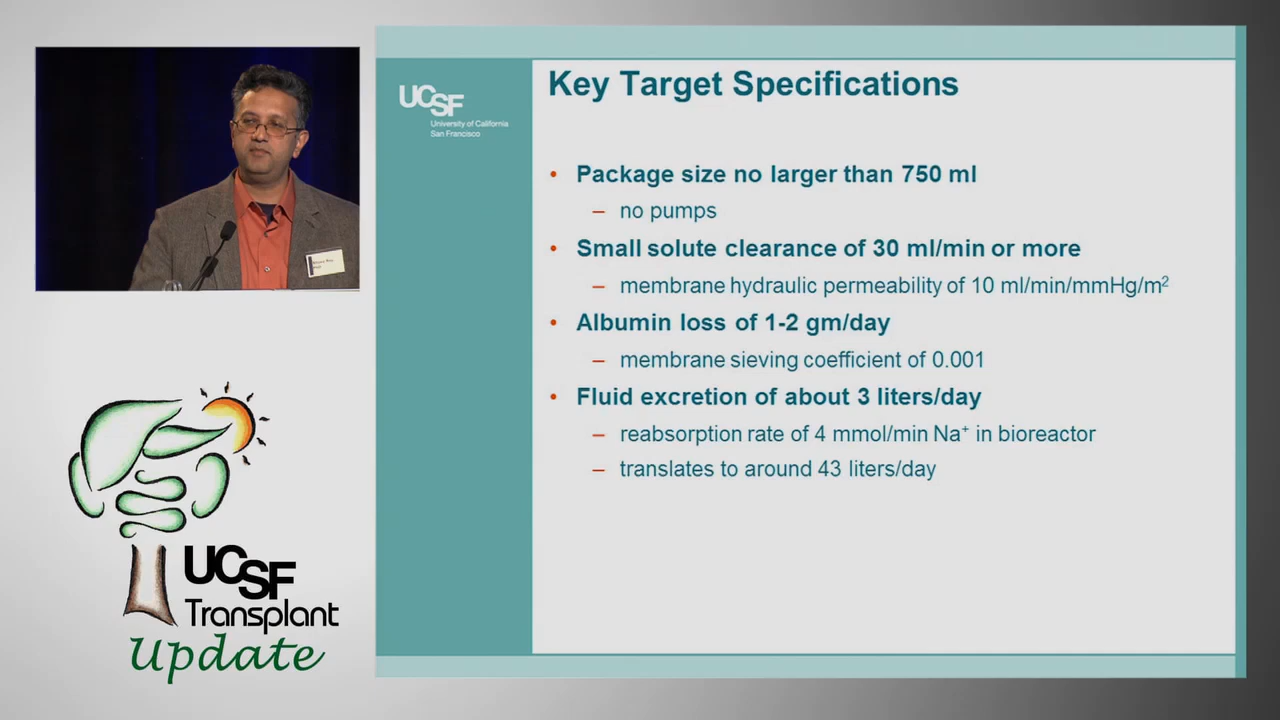 UCSF
University of California
San Francisco
Key Target Specifications
• Package size no larger than 750 ml
– no pumps
• Small solute clearance of 30 ml/min or more
– membrane hydraulic permeability of 10 ml/min/mmHg/m²
• Albumin loss of 1-2 gm/day
– membrane sieving coefficient of 0.001
• Fluid excretion of about 3 liters/day
– reabsorption rate of 4 mmol/min Na⁺ in bioreactor
– translates to around 43 liters/day
UCSF
Transplant
Update